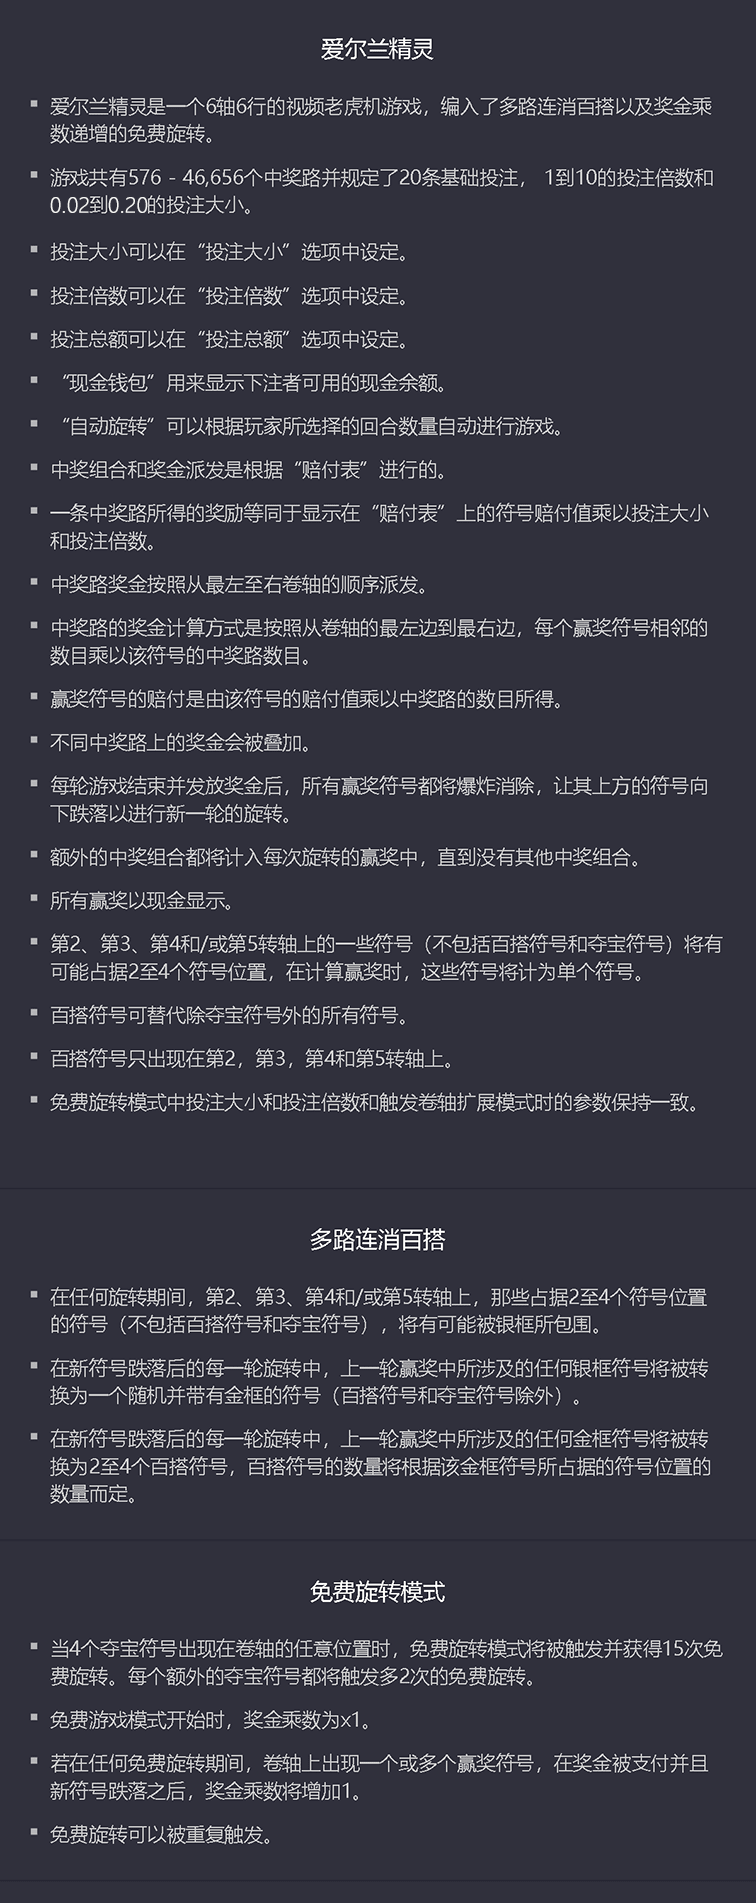 爱尔兰精灵
爱尔兰精灵是一个6轴6行的视频老虎机游戏，编入了多路连消百搭以及奖金乘
数递增的免费旋转。
游戏共有576 - 46,656个中奖路并规定了20条基础投注， 1到10的投注倍数和
0.02到0.20的投注大小。
投注大小可以在“投注大小”选项中设定。
投注倍数可以在“投注倍数”选项中设定。
投注总额可以在“投注总额”选项中设定。
“现金钱包”用来显示下注者可用的现金余额。
“自动旋转”可以根据玩家所选择的回合数量自动进行游戏。
中奖组合和奖金派发是根据“赔付表”进行的。
一条中奖路所得的奖励等同于显示在“赔付表”上的符号赔付值乘以投注大小
和投注倍数。
中奖路奖金按照从最左至右卷轴的顺序派发。
中奖路的奖金计算方式是按照从卷轴的最左边到最右边，每个赢奖符号相邻的
数目乘以该符号的中奖路数目。
赢奖符号的赔付是由该符号的赔付值乘以中奖路的数目所得。
不同中奖路上的奖金会被叠加。
每轮游戏结束并发放奖金后，所有赢奖符号都将爆炸消除，让其上方的符号向
下跌落以进行新一轮的旋转。
额外的中奖组合都将计入每次旋转的赢奖中，直到没有其他中奖组合。
所有赢奖以现金显示。
第2、第3、第4和/或第5转轴上的一些符号（不包括百搭符号和夺宝符号）将有
可能占据2至4个符号位置，在计算赢奖时，这些符号将计为单个符号。
百搭符号可替代除夺宝符号外的所有符号。
百搭符号只出现在第2，第3，第4和第5转轴上。
免费旋转模式中投注大小和投注倍数和触发卷轴扩展模式时的参数保持一致。
多路连消百搭
在任何旋转期间，第2、第3、第4和/或第5转轴上，那些占据2至4个符号位置
的符号（不包括百搭符号和夺宝符号），将有可能被银框所包围。
在新符号跌落后的每一轮旋转中，上一轮赢奖中所涉及的任何银框符号将被转
换为一个随机并带有金框的符号（百搭符号和夺宝符号除外）。
在新符号跌落后的每一轮旋转中，上一轮赢奖中所涉及的任何金框符号将被转
换为2至4个百搭符号，百搭符号的数量将根据该金框符号所占据的符号位置的
数量而定。
免费旋转模式
当4个夺宝符号出现在卷轴的任意位置时，免费旋转模式将被触发并获得15次免
费旋转。每个额外的夺宝符号都将触发多2次的免费旋转。
免费游戏模式开始时，奖金乘数为x1。
若在任何免费旋转期间，卷轴上出现一个或多个赢奖符号，在奖金被支付并且
新符号跌落之后，奖金乘数将增加1。
免费旋转可以被重复触发。